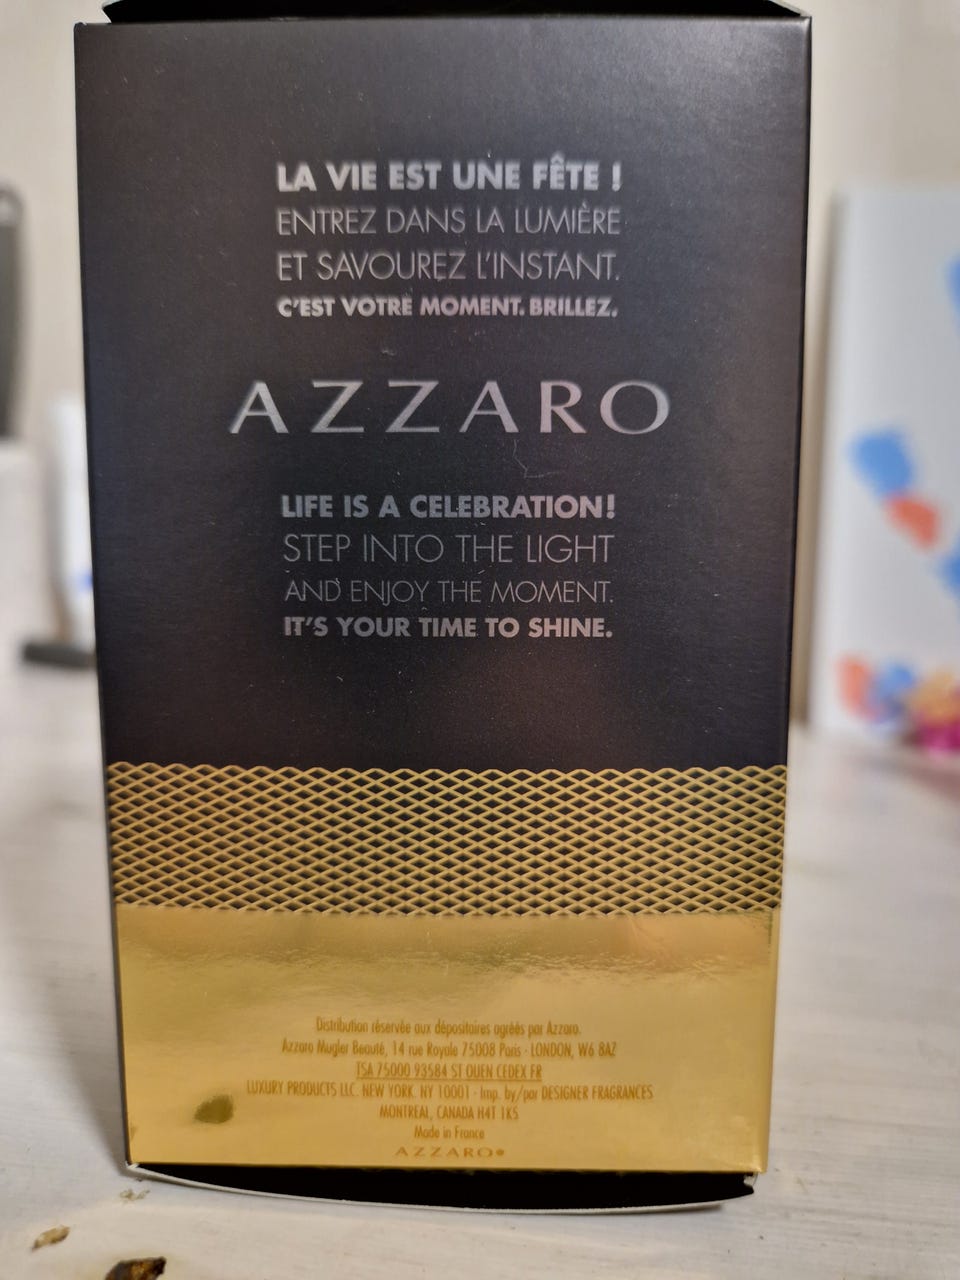 LA VIE EST UNE FÊTE !
ENTREZ DANS LA LUMIÈRE
ET SAVOUREZ L'INSTANT.
C'EST VOTRE MOMENT. BRILLEZ.
AZZARO
LIFE IS A CELEBRATION!
STEP INTO THE LIGHT
AND ENJOY THE MOMENT.
IT'S YOUR TIME TO SHINE.
Distribution réservée aux dépositaires agréés par Azzaro.
Azzaro Mugler Beauté, 14 rue Royale 75008 Paris - LONDON, W6 8AZ
TSA 75000 93584 ST OUEN CEDEX FR
LUXURY PRODUCTS LLC. NEW YORK. NY 10001 - Imp. by/par DESIGNER FRAGRANCES
MONTREAL, CANADA H4T 1K5
Made in France
AZZARO®